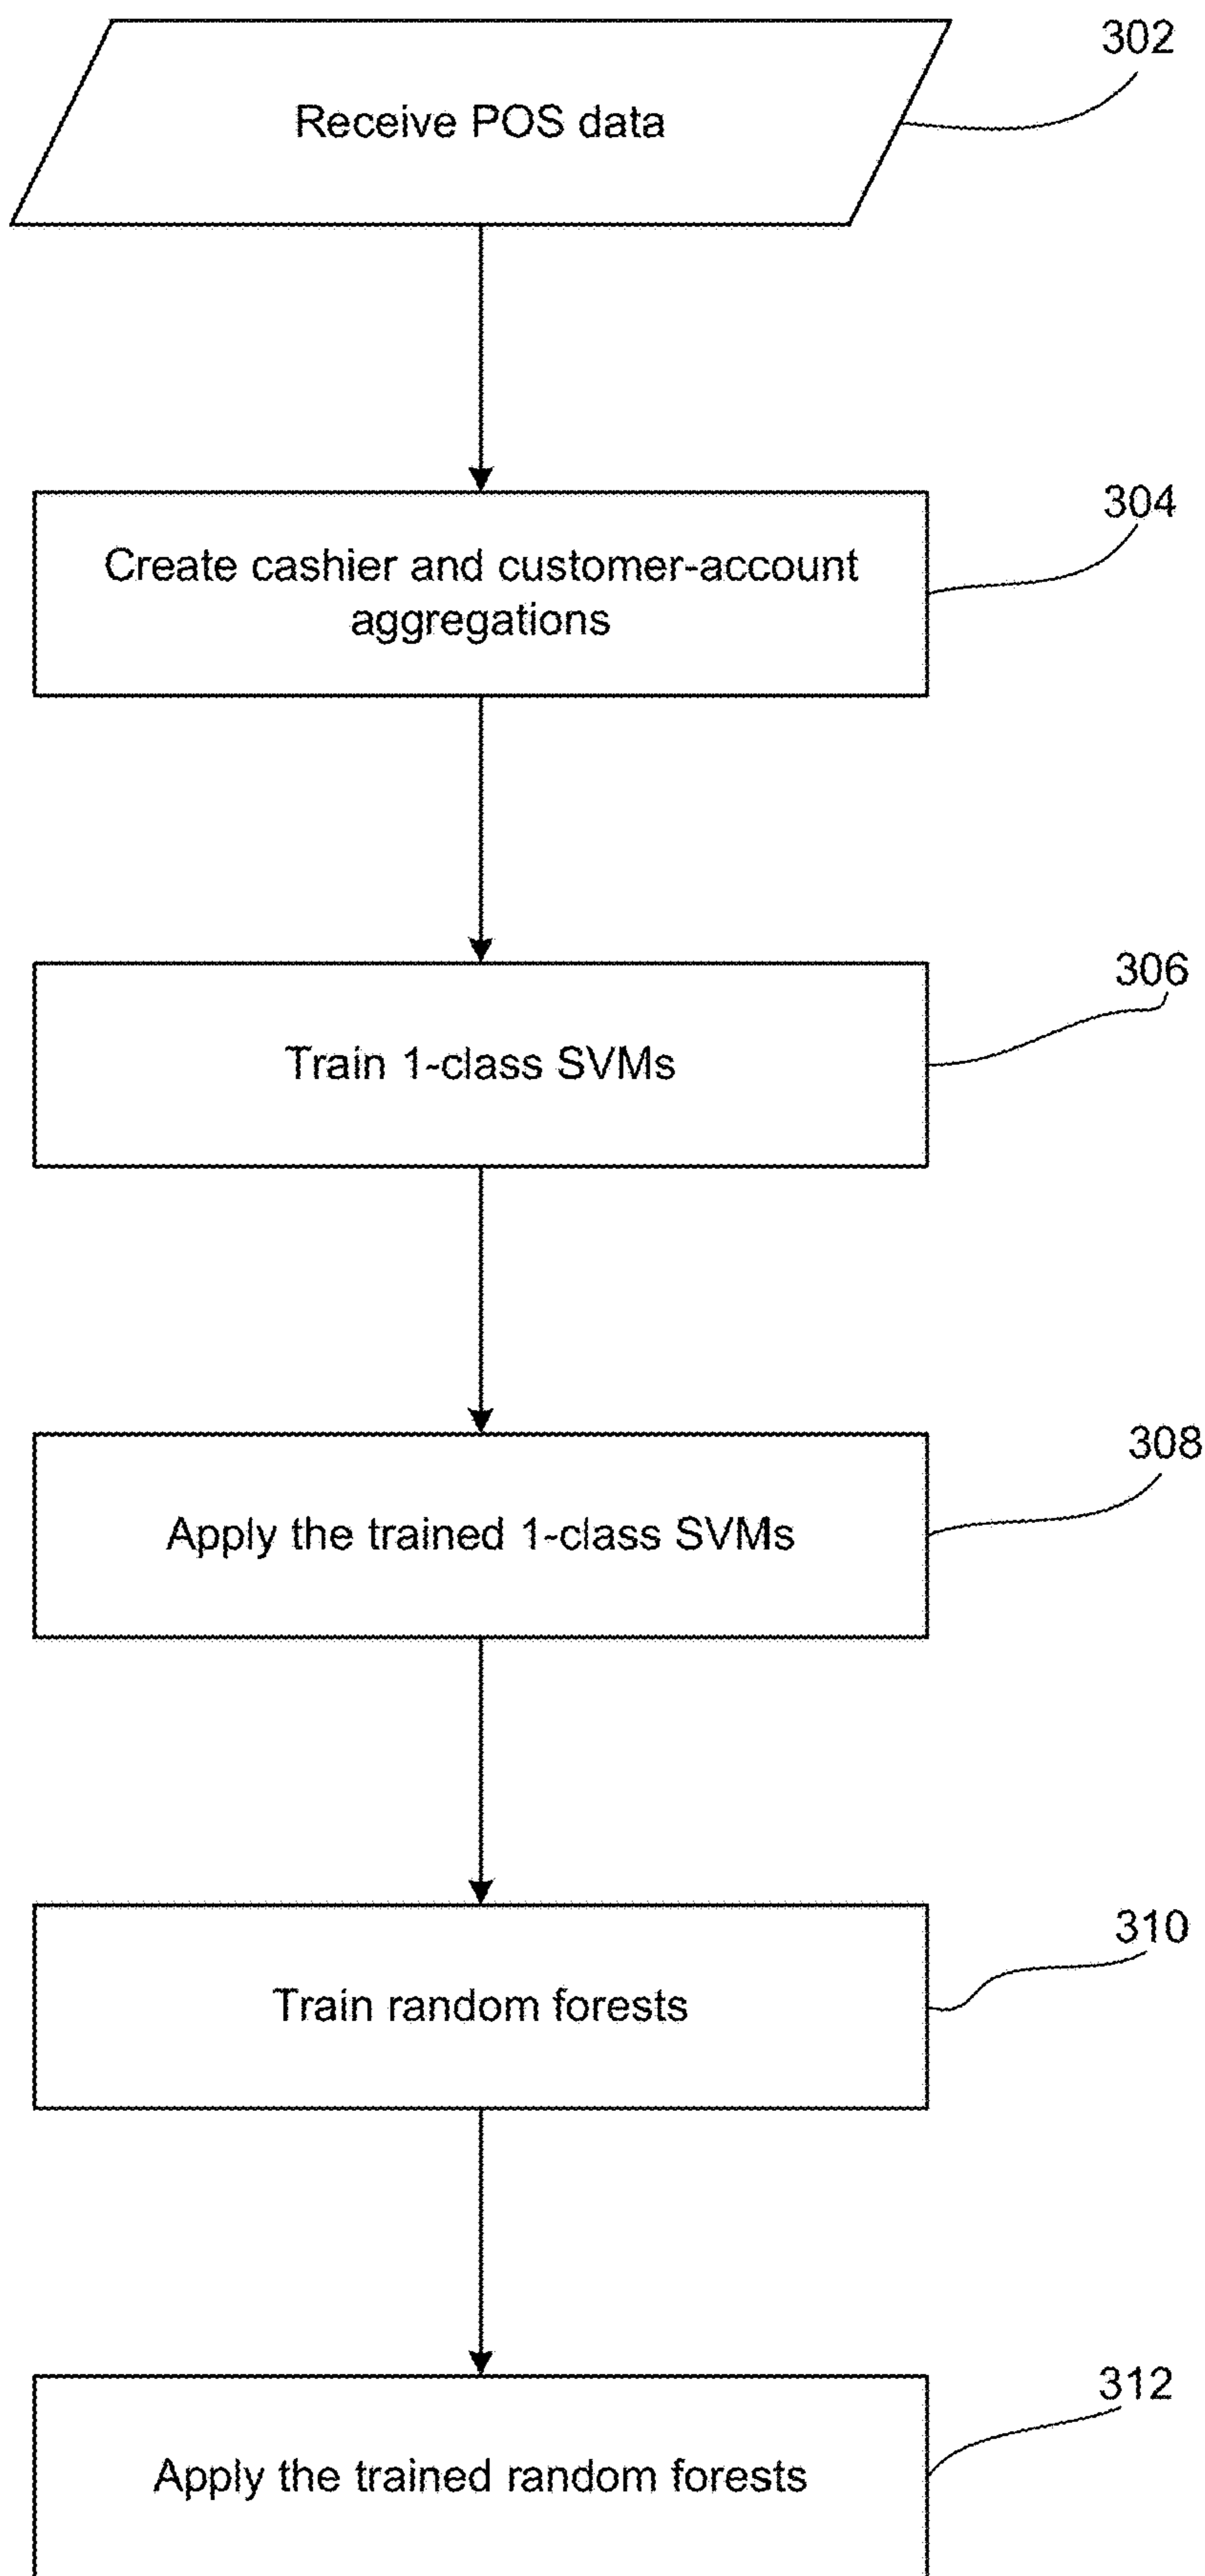 302
Receive POS data
304
Create cashier and customer-account
aggregations
306
Train 1-class SVMs
308
Apply the trained 1-class SVMs
310
Train random forests
312
Apply the trained random forests